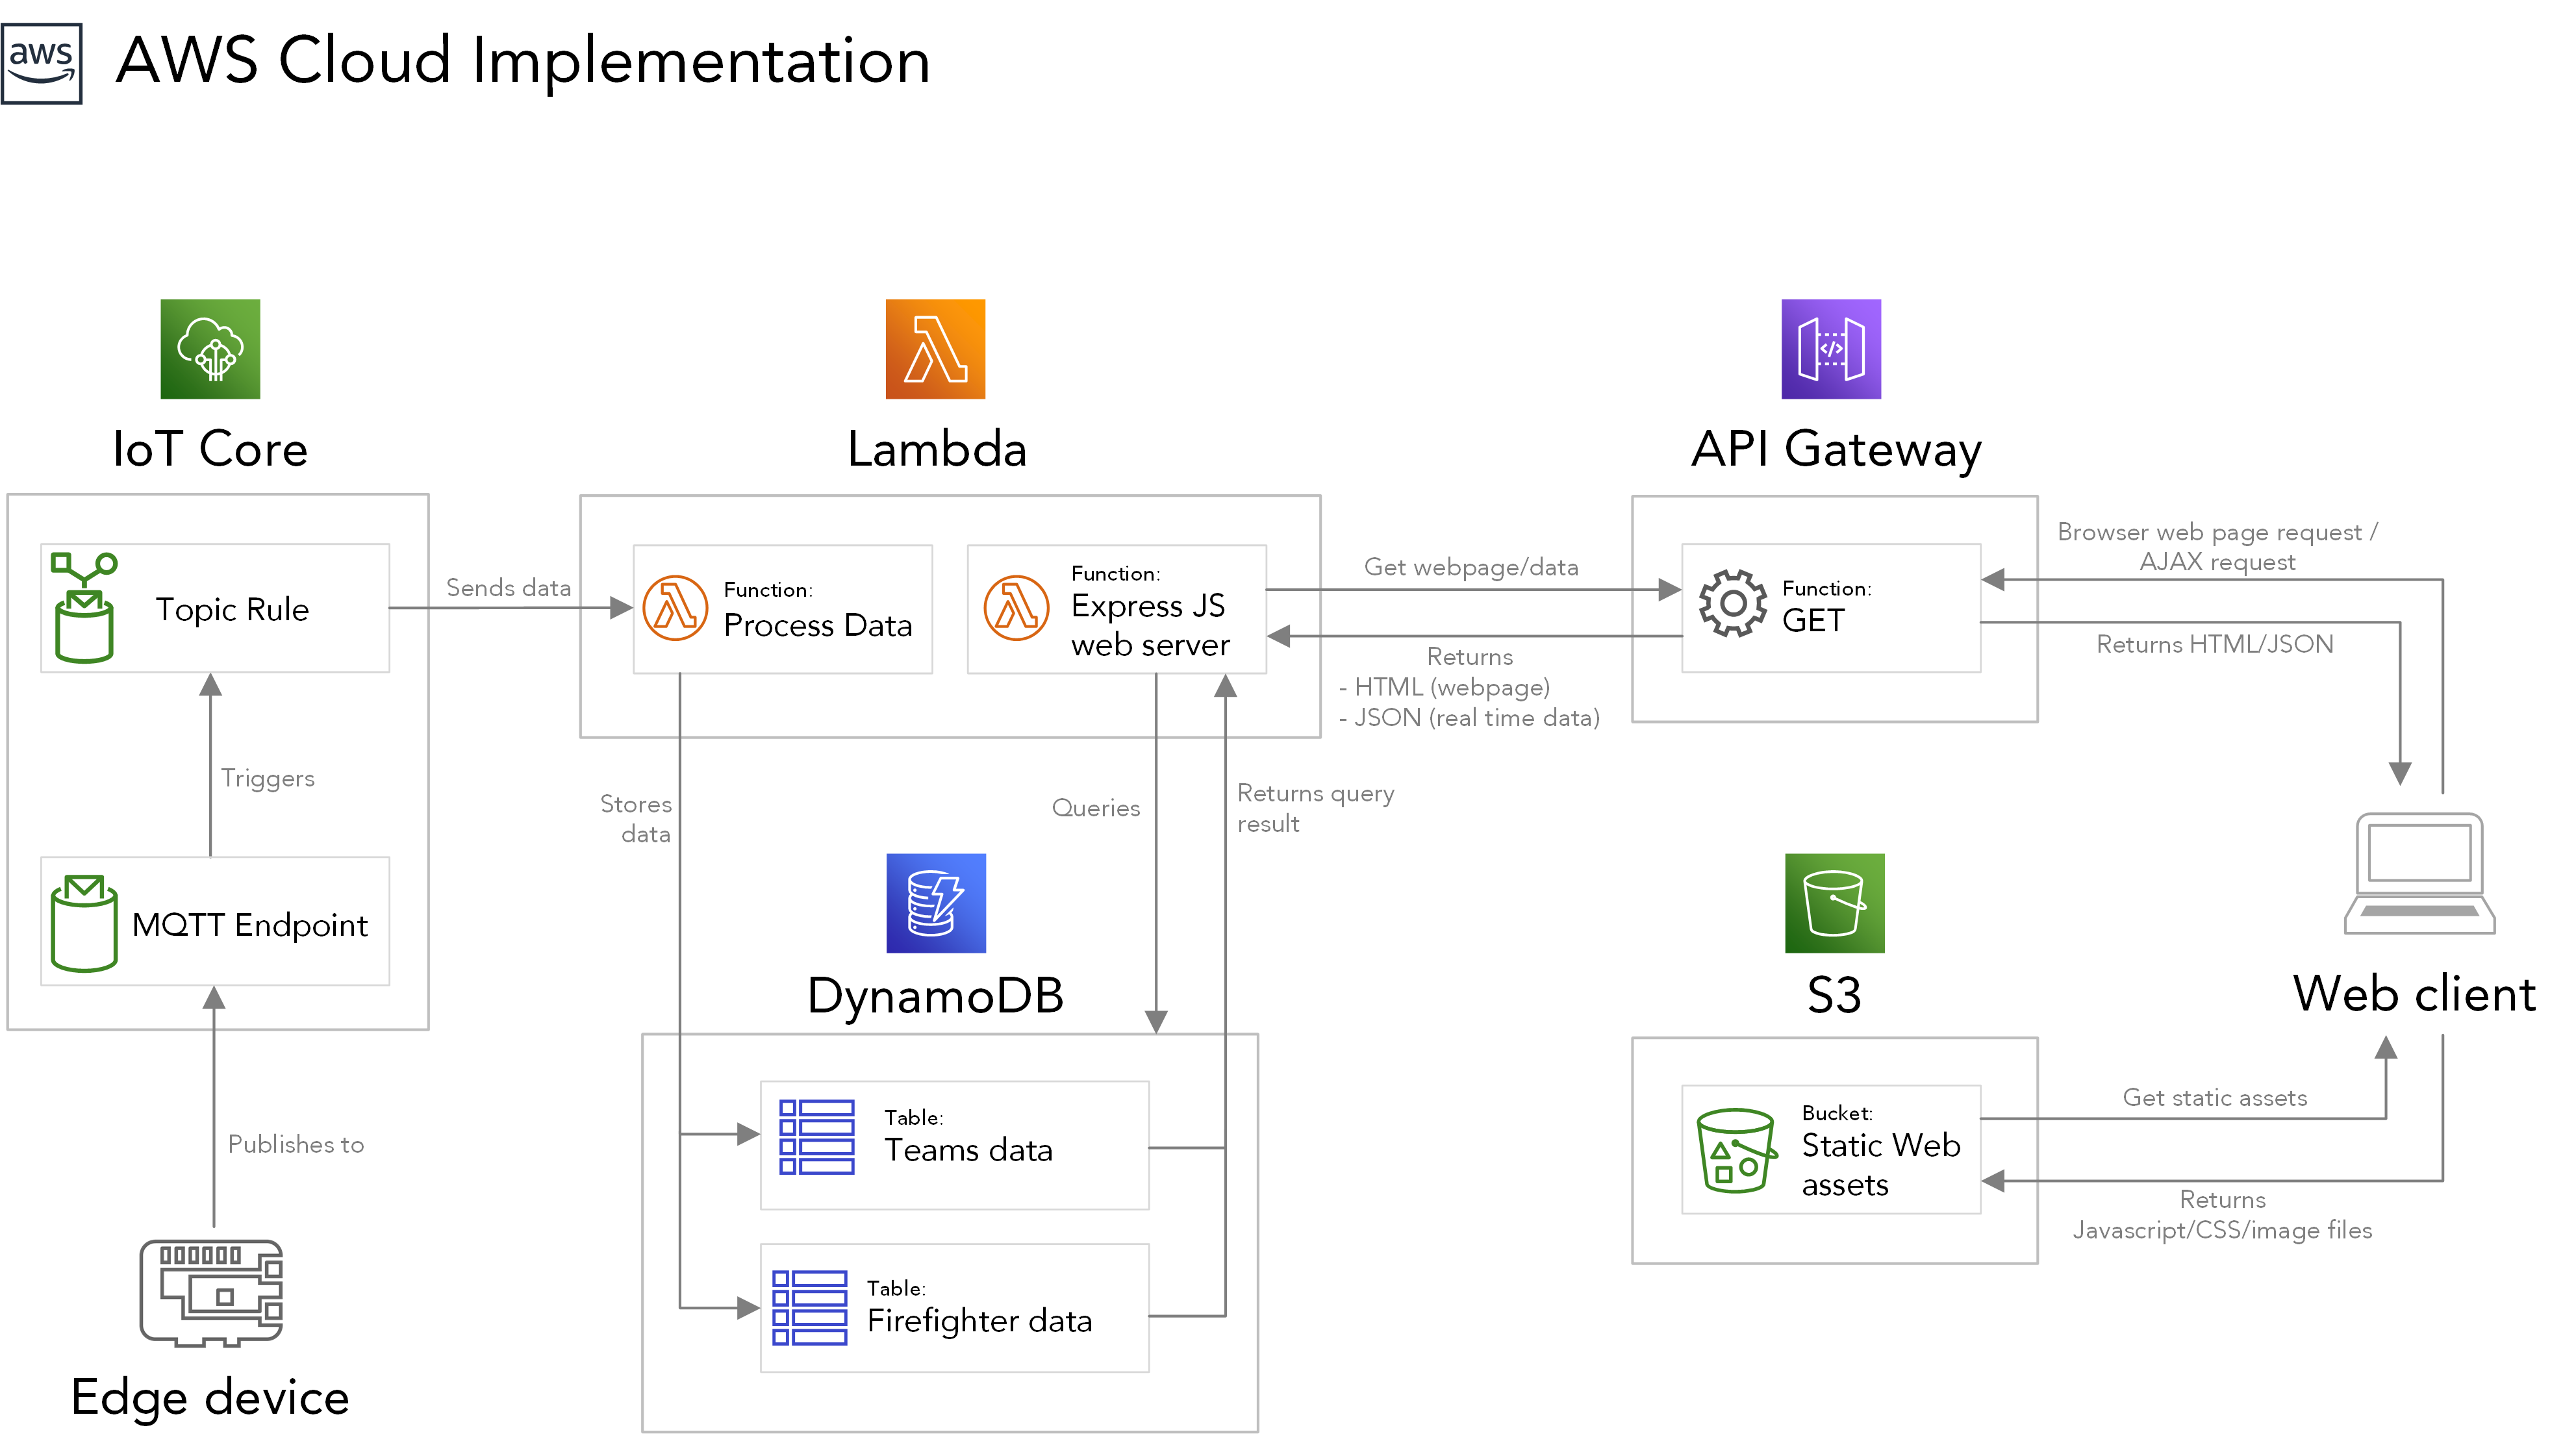 aws
AWS Cloud Implementation
IoT Core
Topic Rule
Triggers
MQTT Endpoint
Publishes to
Edge device
Sends data
Lambda
Function:
Process Data
Function:
Express JS
web server
Stores
data
Queries
Returns query
result
DynamoDB
Table:
Teams data
Table:
Firefighter data
Get webpage/data
Returns
- HTML (webpage)
- JSON (real time data)
API Gateway
Function:
GET
Browser web page request /
AJAX request
Returns HTML/JSON
Web client
S3
Bucket:
Static Web
assets
Get static assets
Returns
Javascript/CSS/image files